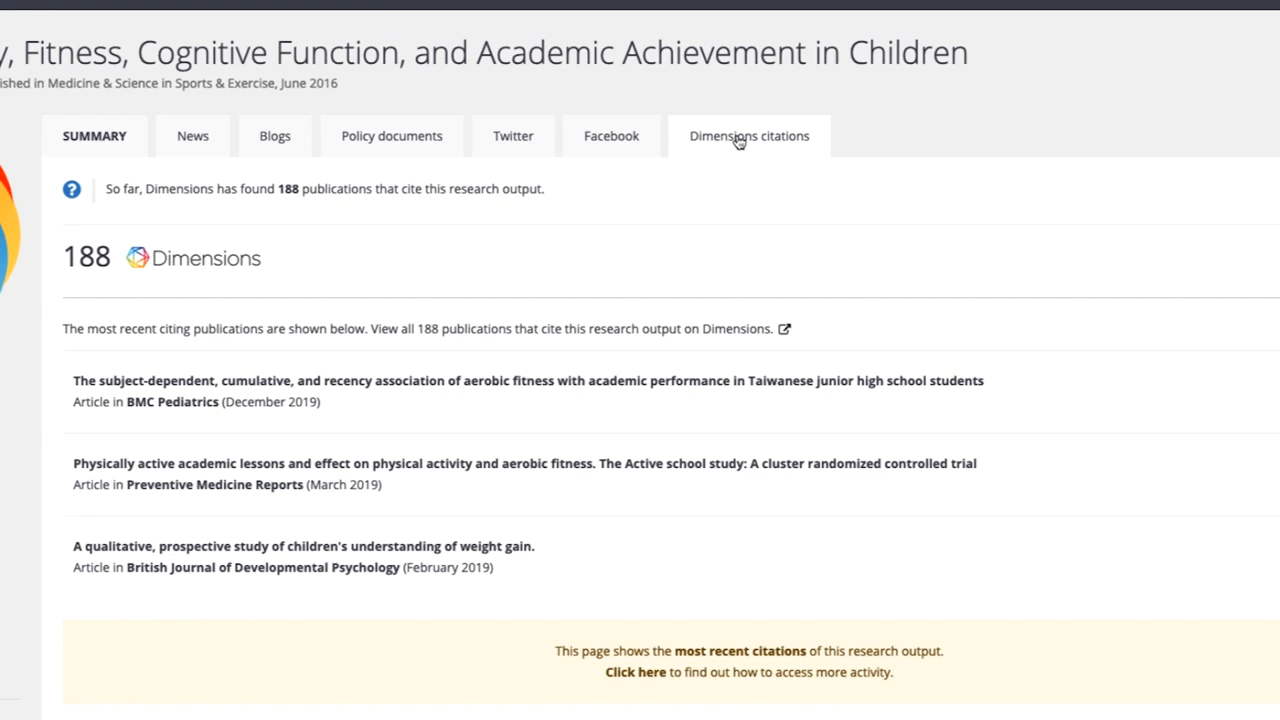 y, Fitness, Cognitive Function, and Academic Achievement in Children
ished in Medicine & Science in Sports & Exercise, June 2016
SUMMARY News Blogs Policy documents Twitter Facebook Dimensions citations
? So far, Dimensions has found 188 publications that cite this research output.
188 Dimensions
The most recent citing publications are shown below. View all 188 publications that cite this research output on Dimensions.
The subject-dependent, cumulative, and recency association of aerobic fitness with academic performance in Taiwanese junior high school students
Article in BMC Pediatrics (December 2019)
Physically active academic lessons and effect on physical activity and aerobic fitness. The Active school study: A cluster randomized controlled trial
Article in Preventive Medicine Reports (March 2019)
A qualitative, prospective study of children's understanding of weight gain.
Article in British Journal of Developmental Psychology (February 2019)
This page shows the most recent citations of this research output.
Click here to find out how to access more activity.